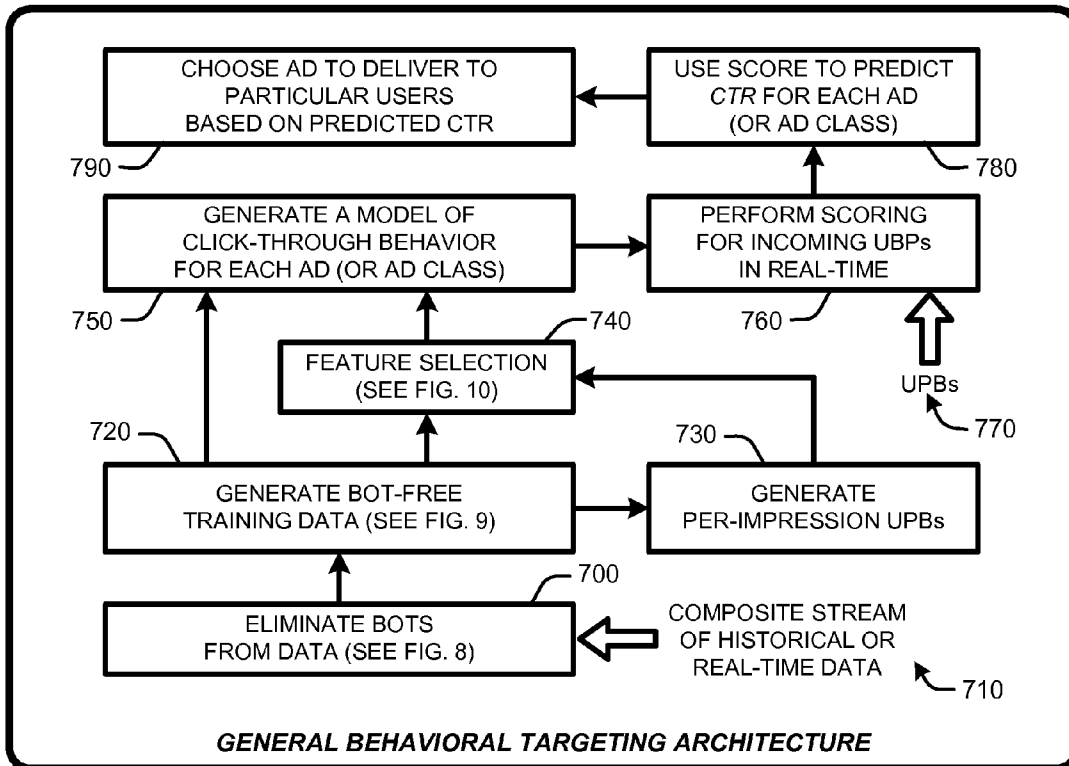 CHOOSE AD TO DELIVER TO
PARTICULAR USERS
BASED ON PREDICTED CTR
790
USE SCORE TO PREDICT
CTR FOR EACH AD
(OR AD CLASS)
780
GENERATE A MODEL OF
CLICK-THROUGH BEHAVIOR
FOR EACH AD (OR AD CLASS)
750
PERFORM SCORING
FOR INCOMING UBPs
IN REAL-TIME
760
740
FEATURE SELECTION
(SEE FIG. 10)
UPBs
770
720
GENERATE BOT-FREE
TRAINING DATA (SEE FIG. 9)
730
GENERATE
PER-IMPRESSION UPBs
700
ELIMINATE BOTS
FROM DATA (SEE FIG. 8)
COMPOSITE STREAM
OF HISTORICAL OR
REAL-TIME DATA
710
GENERAL BEHAVIORAL TARGETING ARCHITECTURE